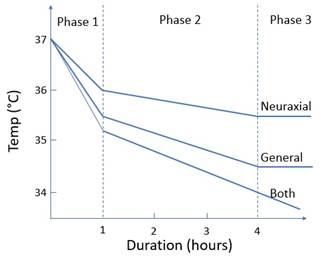 Phase 1 Phase 2 Phase 3
37
36
35
34
Temp (°C)
Neuraxial
General
Both
1 2 3 4
Duration (hours)